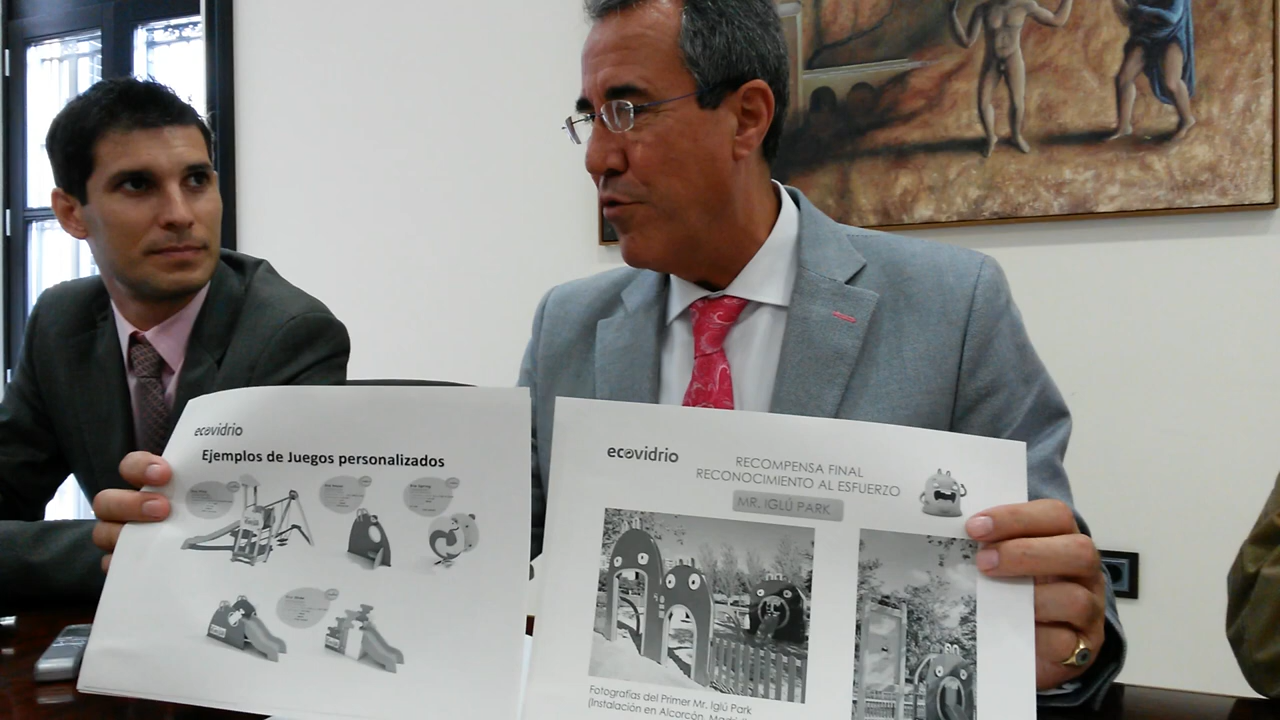 ecovidrio
Ejemplos de Juegos personalizados
ecovidrio
RECOMPENSA FINAL
RECONOCIMIENTO AL ESFUERZO
MR. IGLÚ PARK
Fotografías del Primer Mr. Iglú Park
(Instalación en Alcorcón, Madrid